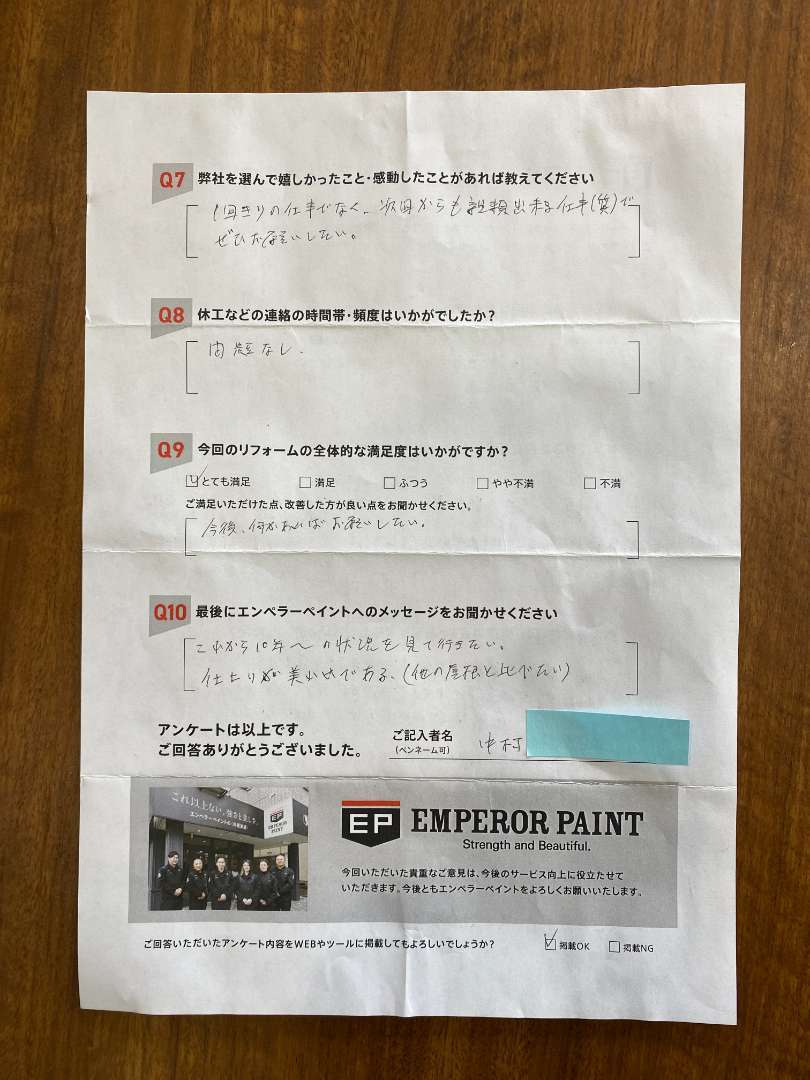 Q7 弊社を選んで嬉しかったこと・感動したことがあれば教えてください
1回きりの仕事でなく、次回からも 出来る仕事(質)で
ぜひお願いしたい。
Q8 休工などの連絡の時間帯・頻度はいかがでしたか?
問題なし.
Q9 今回のリフォームの全体的な満足度はいかがですか?
とても満足 満足 ふつう やや不満 不満
ご満足いただけた点、改善した方が良い点をお聞かせください。
今後、何かあればお願いしたい。
Q10 最後にエンペラーペイントへのメッセージをお聞かせください
これから10年への状況を見て行きたい。
仕上りが美しいである、(他の屋根と比べたい)
アンケートは以上です。
ご回答ありがとうございました。
ご記入者名
(ペンネーム可)
中村
これ以上ない、強さと美しさ。
EP
EMPEROR
PAINT
EP EMPEROR PAINT
Strength and Beautiful.
今回いただいた貴重なご意見は、今後のサービス向上に役立たせて
いただきます。今後ともエンペラーペイントをよろしくお願いいたします。
ご回答いただいたアンケート内容をWEBやツールに掲載してもよろしいでしょうか? 掲載OK 掲載NG